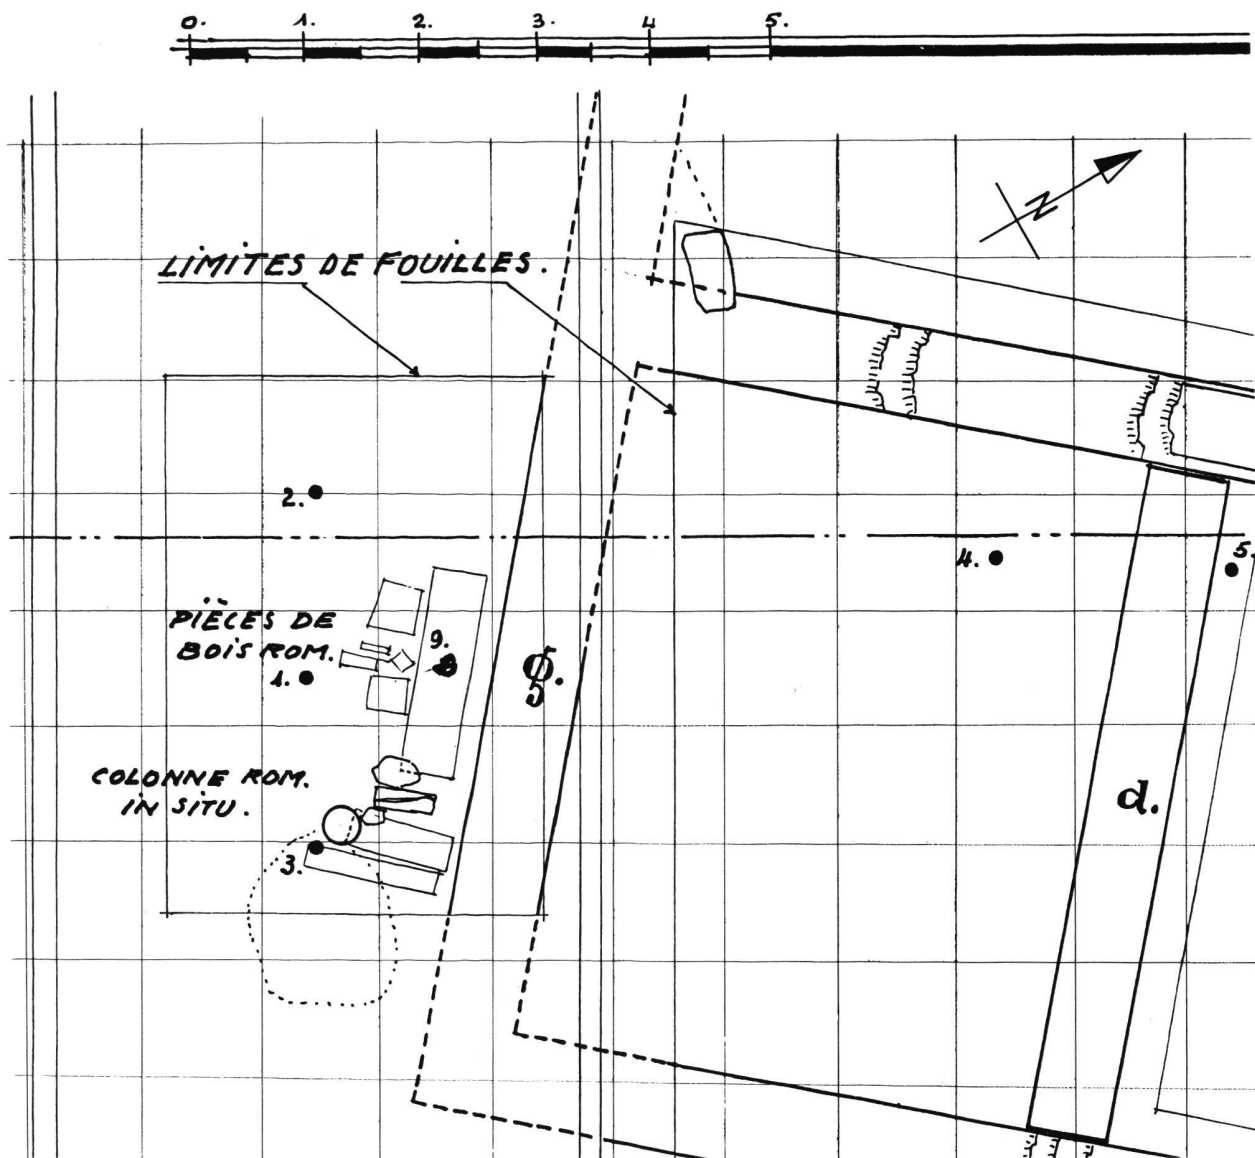 0. 1. 2. 3. 4 5.
N
LIMITES DE FOUILLES.
2.
4.
5.
PIÈCES DE
BOIS ROM.
9.
1.
5
COLONNE ROM.
IN SITU.
d.
3.